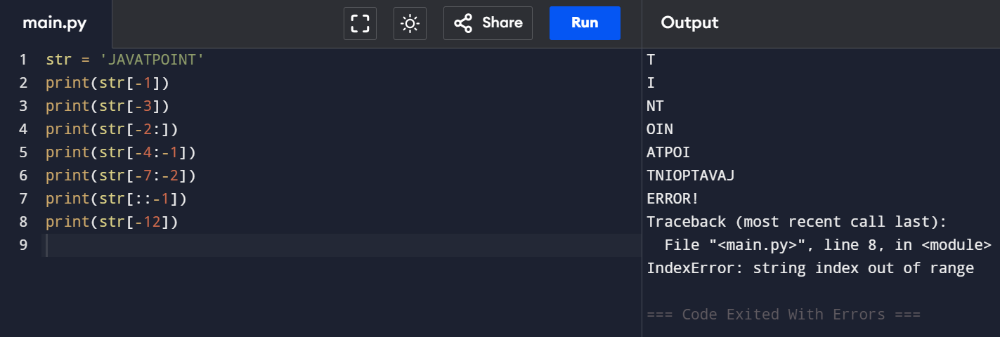 main.py
Share
Run
Output
1 str = 'JAVATPOINT'
2 print(str[-1])
3 print(str[-3])
4 print(str[-2:])
5 print(str[-4:-1])
6 print(str[-7:-2])
7 print(str[::-1])
8 print(str[-12])
9
T
I
NT
OIN
ATPOI
TNIOPTAVAJ
ERROR!
Traceback (most recent call last):
  File "<main.py>", line 8, in <module>
IndexError: string index out of range
=== Code Exited With Errors ===